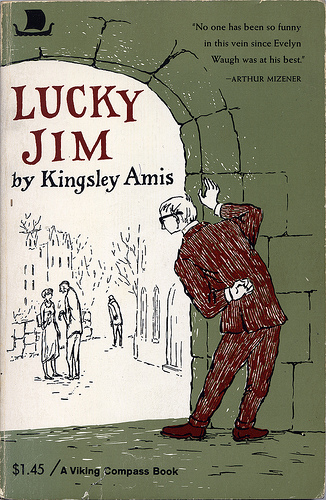 "No one has been so funny
in this vein since Evelyn
Waugh was at his best."
—ARTHUR MIZENER
LUCKY
JIM
by Kingsley Amis
$1.45 / A Viking Compass Book